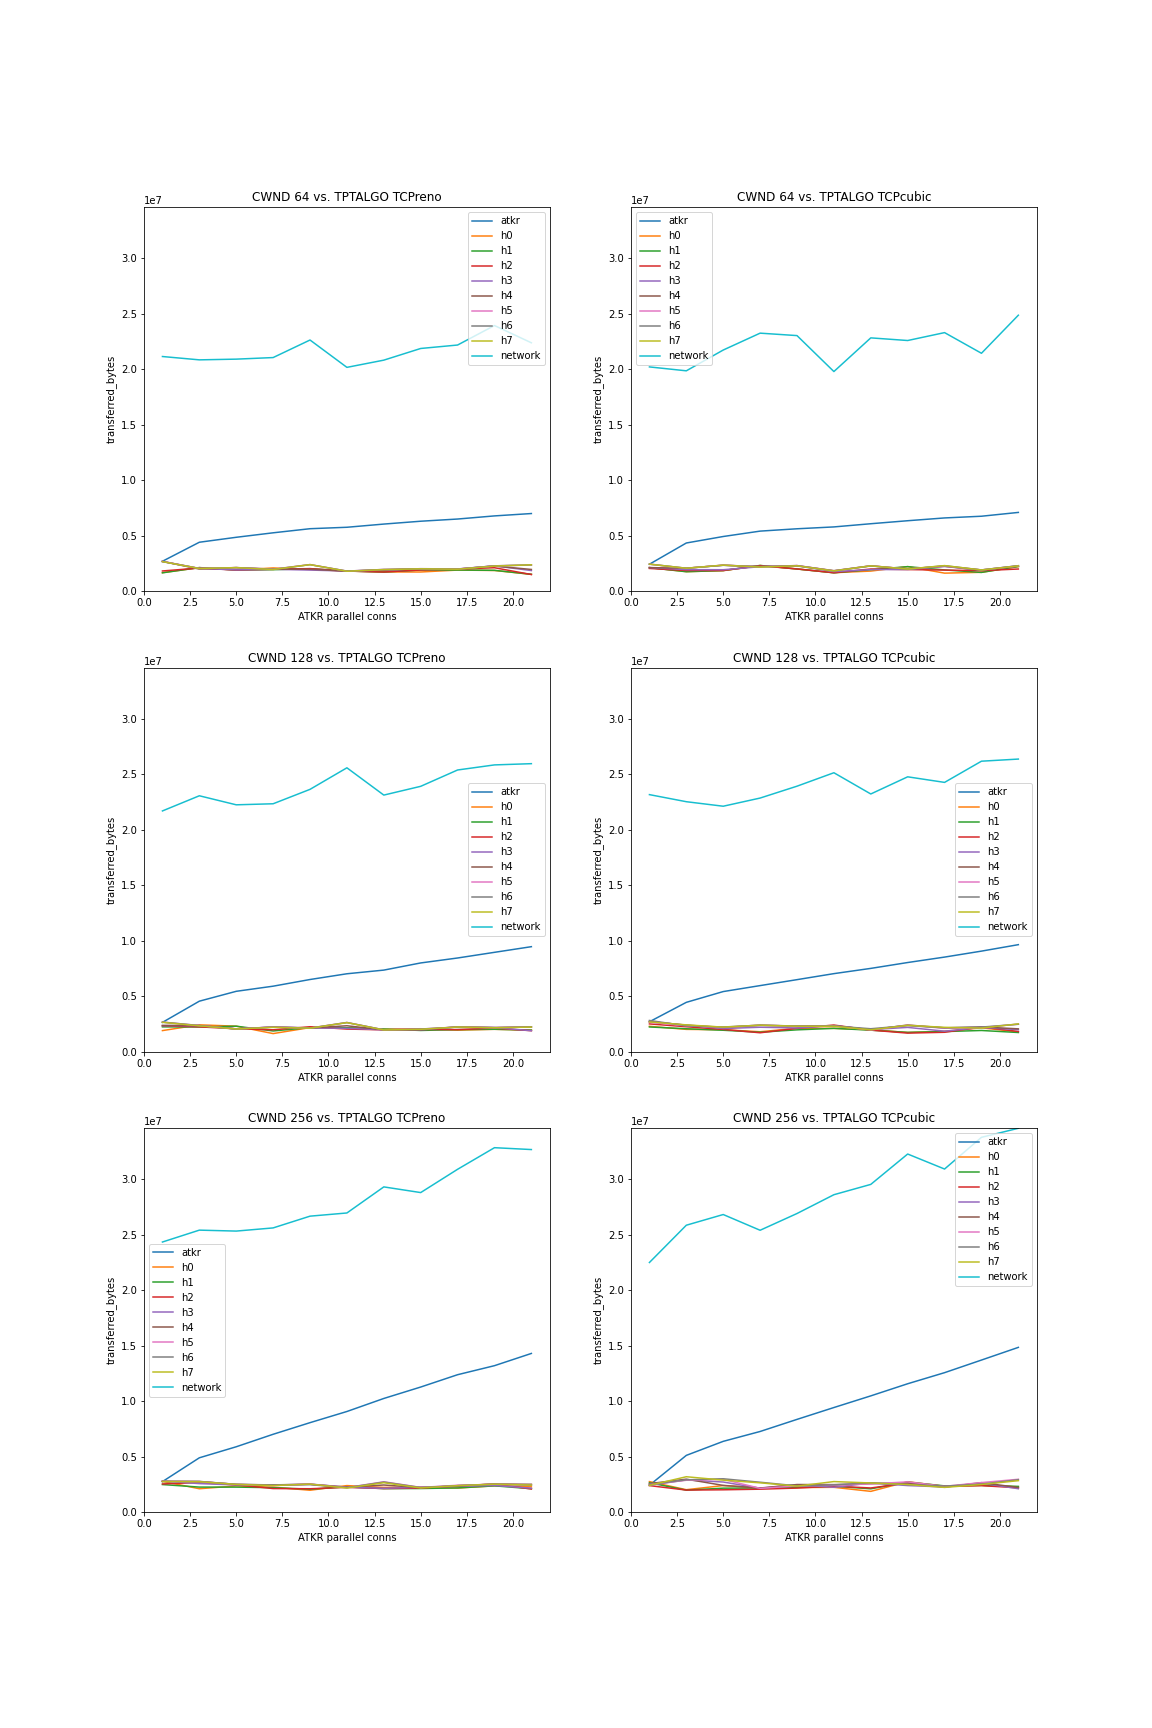 CWND 64 vs. TPTALGO TCPreno
1e7
3.0
2.5
2.0
1.5
1.0
0.5
0.0
transferred_bytes
atkr
h0
h1
h2
h3
h4
h5
h6
h7
network
0.0 2.5 5.0 7.5 10.0 12.5 15.0 17.5 20.0
ATKR parallel conns
CWND 64 vs. TPTALGO TCPcubic
1e7
3.0
2.5
2.0
1.5
1.0
0.5
0.0
transferred_bytes
atkr
h0
h1
h2
h3
h4
h5
h6
h7
network
0.0 2.5 5.0 7.5 10.0 12.5 15.0 17.5 20.0
ATKR parallel conns
CWND 128 vs. TPTALGO TCPreno
1e7
3.0
2.5
2.0
1.5
1.0
0.5
0.0
transferred_bytes
atkr
h0
h1
h2
h3
h4
h5
h6
h7
network
0.0 2.5 5.0 7.5 10.0 12.5 15.0 17.5 20.0
ATKR parallel conns
CWND 128 vs. TPTALGO TCPcubic
1e7
3.0
2.5
2.0
1.5
1.0
0.5
0.0
transferred_bytes
atkr
h0
h1
h2
h3
h4
h5
h6
h7
network
0.0 2.5 5.0 7.5 10.0 12.5 15.0 17.5 20.0
ATKR parallel conns
CWND 256 vs. TPTALGO TCPreno
1e7
3.0
2.5
2.0
1.5
1.0
0.5
0.0
transferred_bytes
atkr
h0
h1
h2
h3
h4
h5
h6
h7
network
0.0 2.5 5.0 7.5 10.0 12.5 15.0 17.5 20.0
ATKR parallel conns
CWND 256 vs. TPTALGO TCPcubic
1e7
3.0
2.5
2.0
1.5
1.0
0.5
0.0
transferred_bytes
atkr
h0
h1
h2
h3
h4
h5
h6
h7
network
0.0 2.5 5.0 7.5 10.0 12.5 15.0 17.5 20.0
ATKR parallel conns